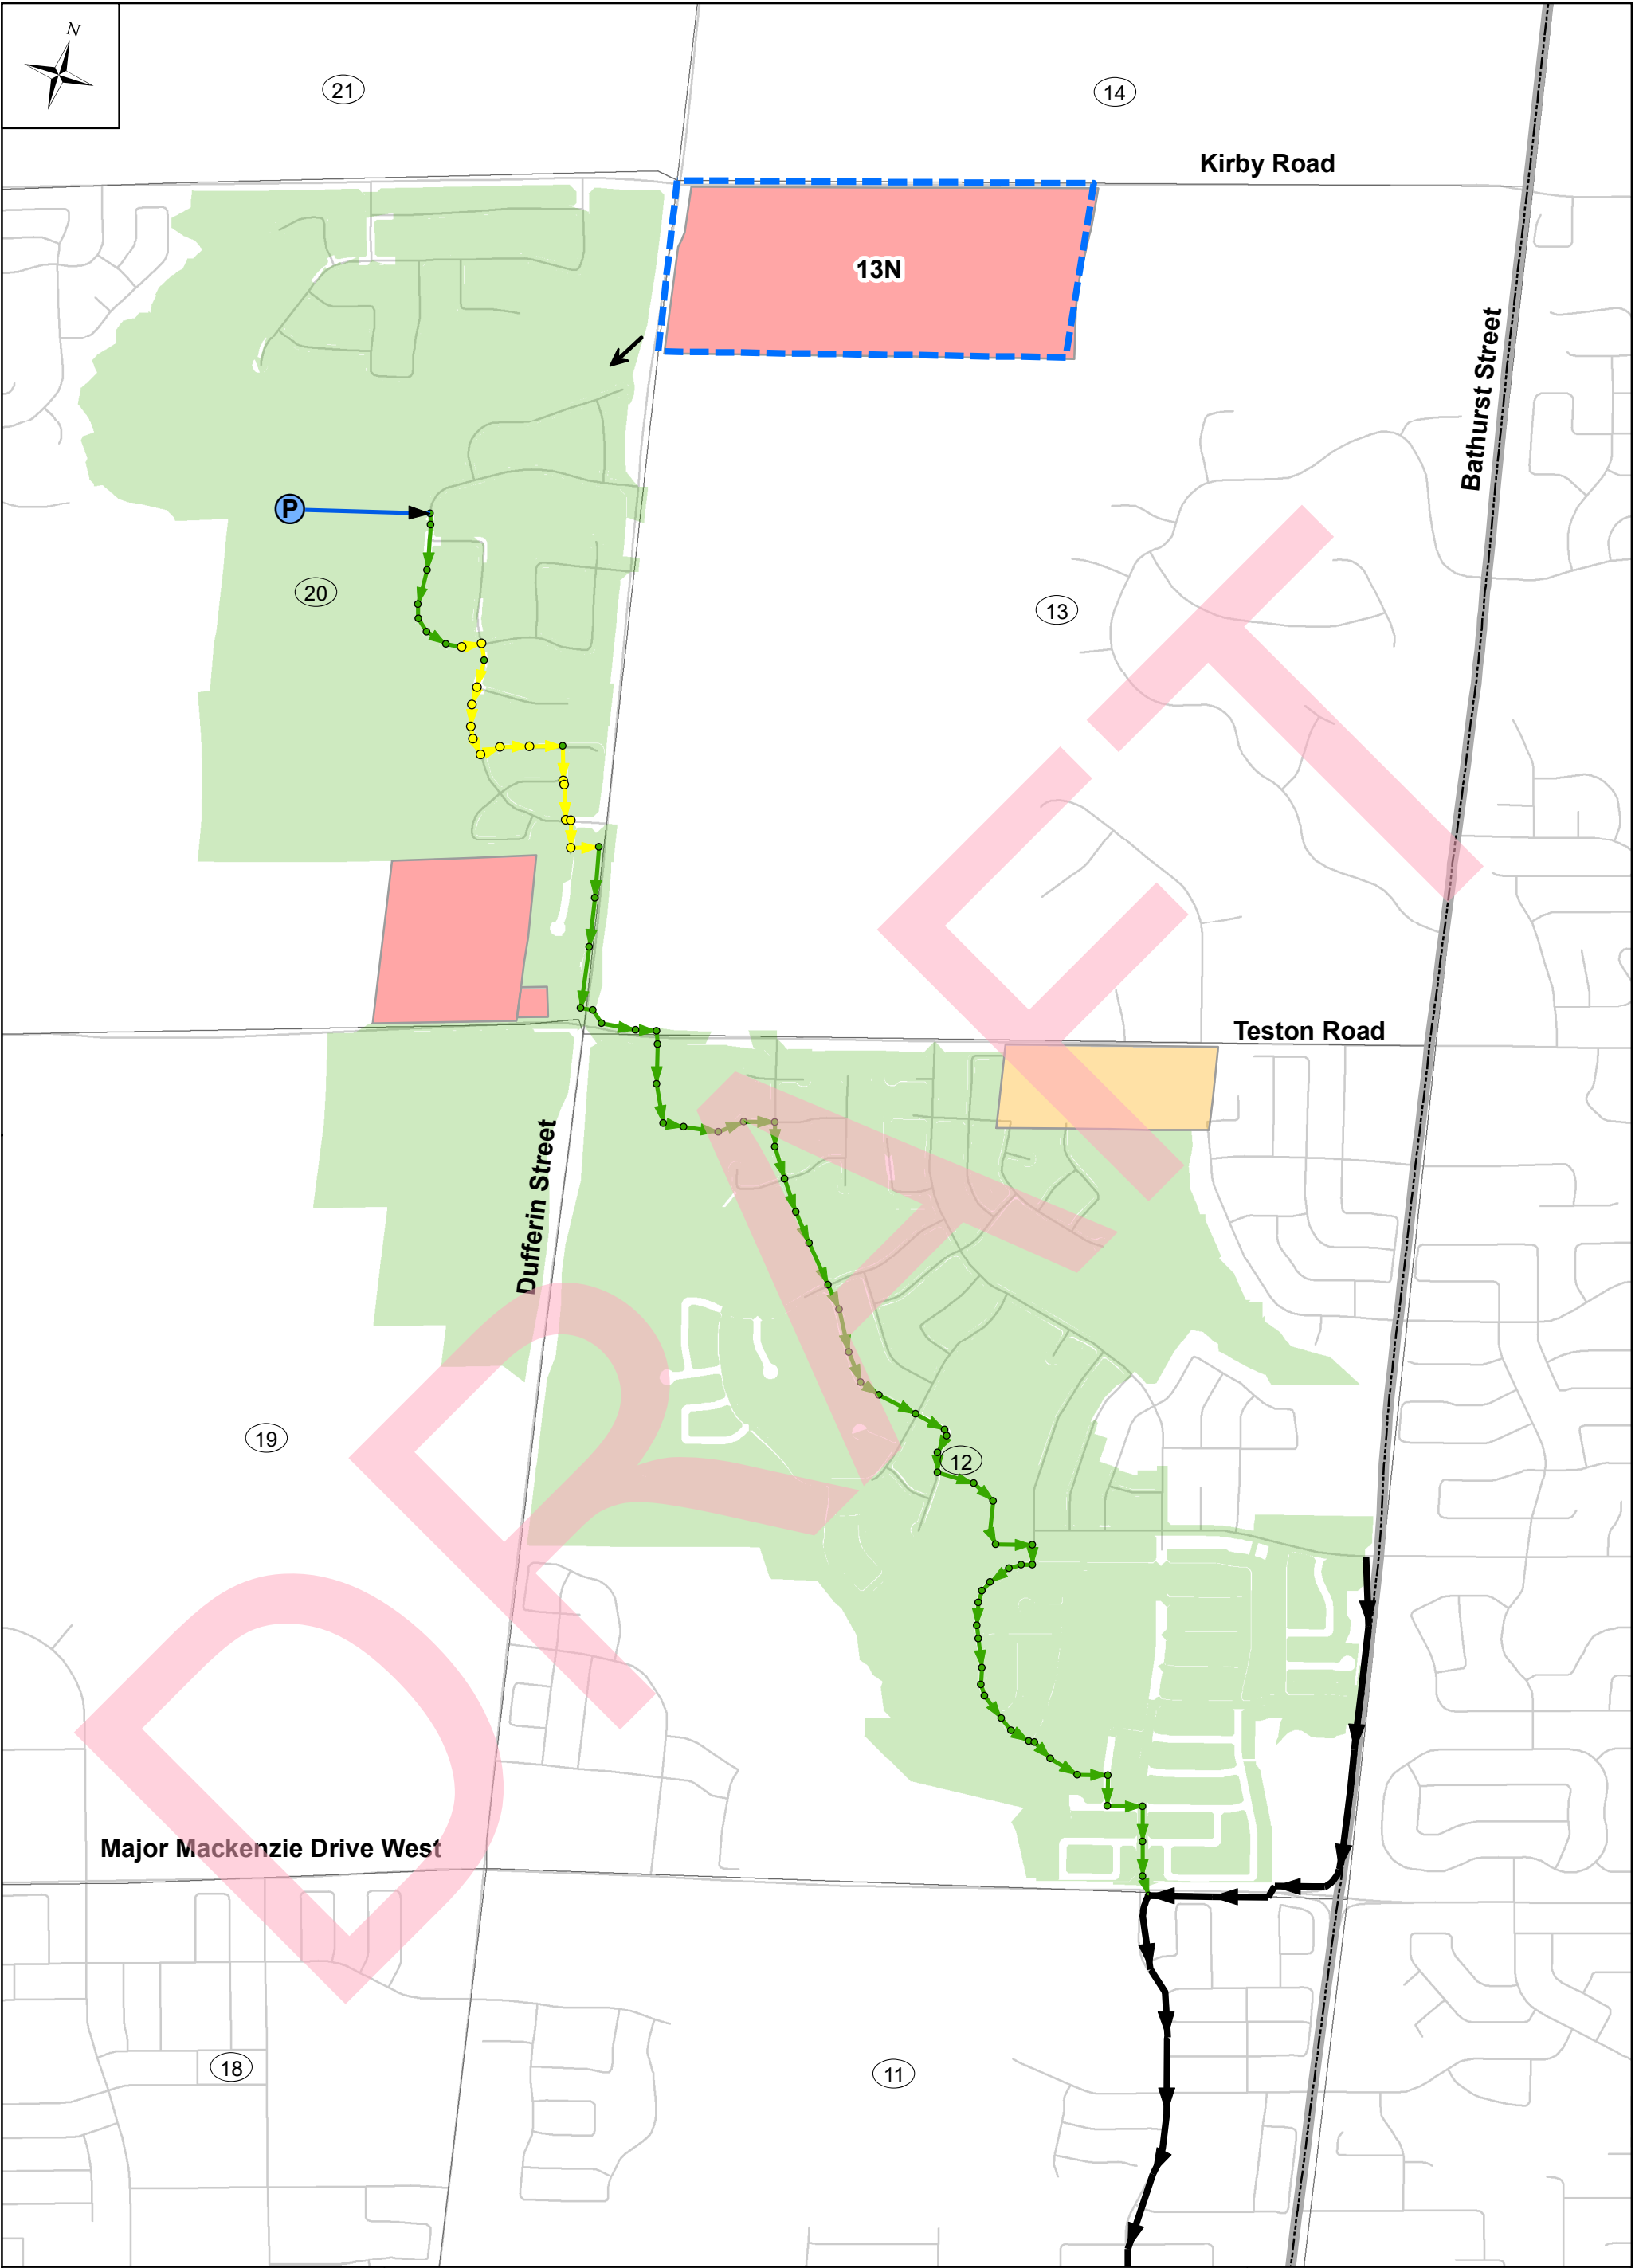 N
21
14
Kirby Road
13N
Bathurst Street
P
20
13
Teston Road
Dufferin Street
19
12
Major Mackenzie Drive West
18
11
DRAFT